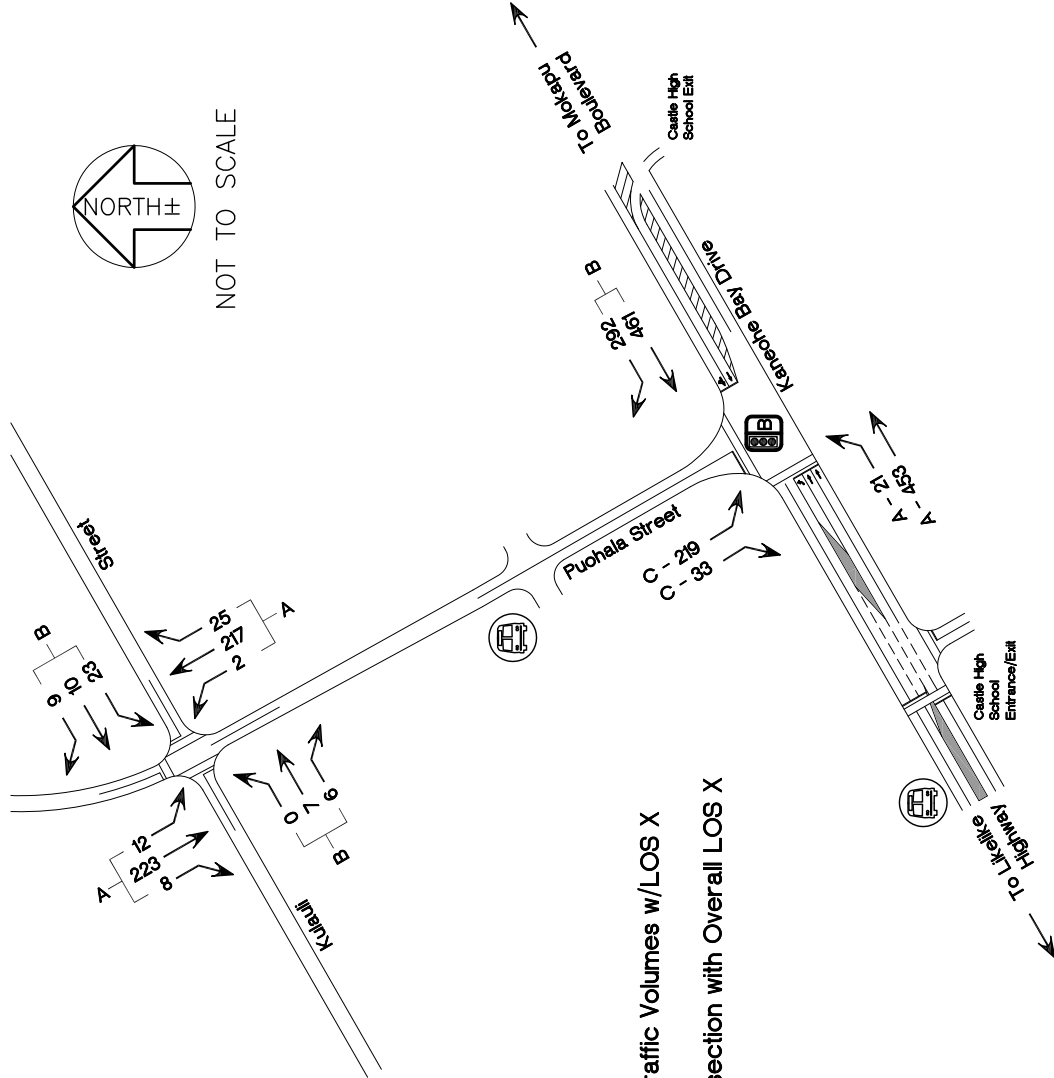 To Mokapu
Boulevard
Castle High
School Exit
NORTH±
NOT TO SCALE
B
292
461
Kaneohe Bay Drive
B
A - 21
A - 453
Street
B
9
10
23
25
217
2
A
Puohala Street
C - 219
C - 33
A
12
223
8
0
7
6
B
Kulauli
Castle High
School
Entrance/Exit
To Likelike
Highway
raffic Volumes w/LOS X
section with Overall LOS X